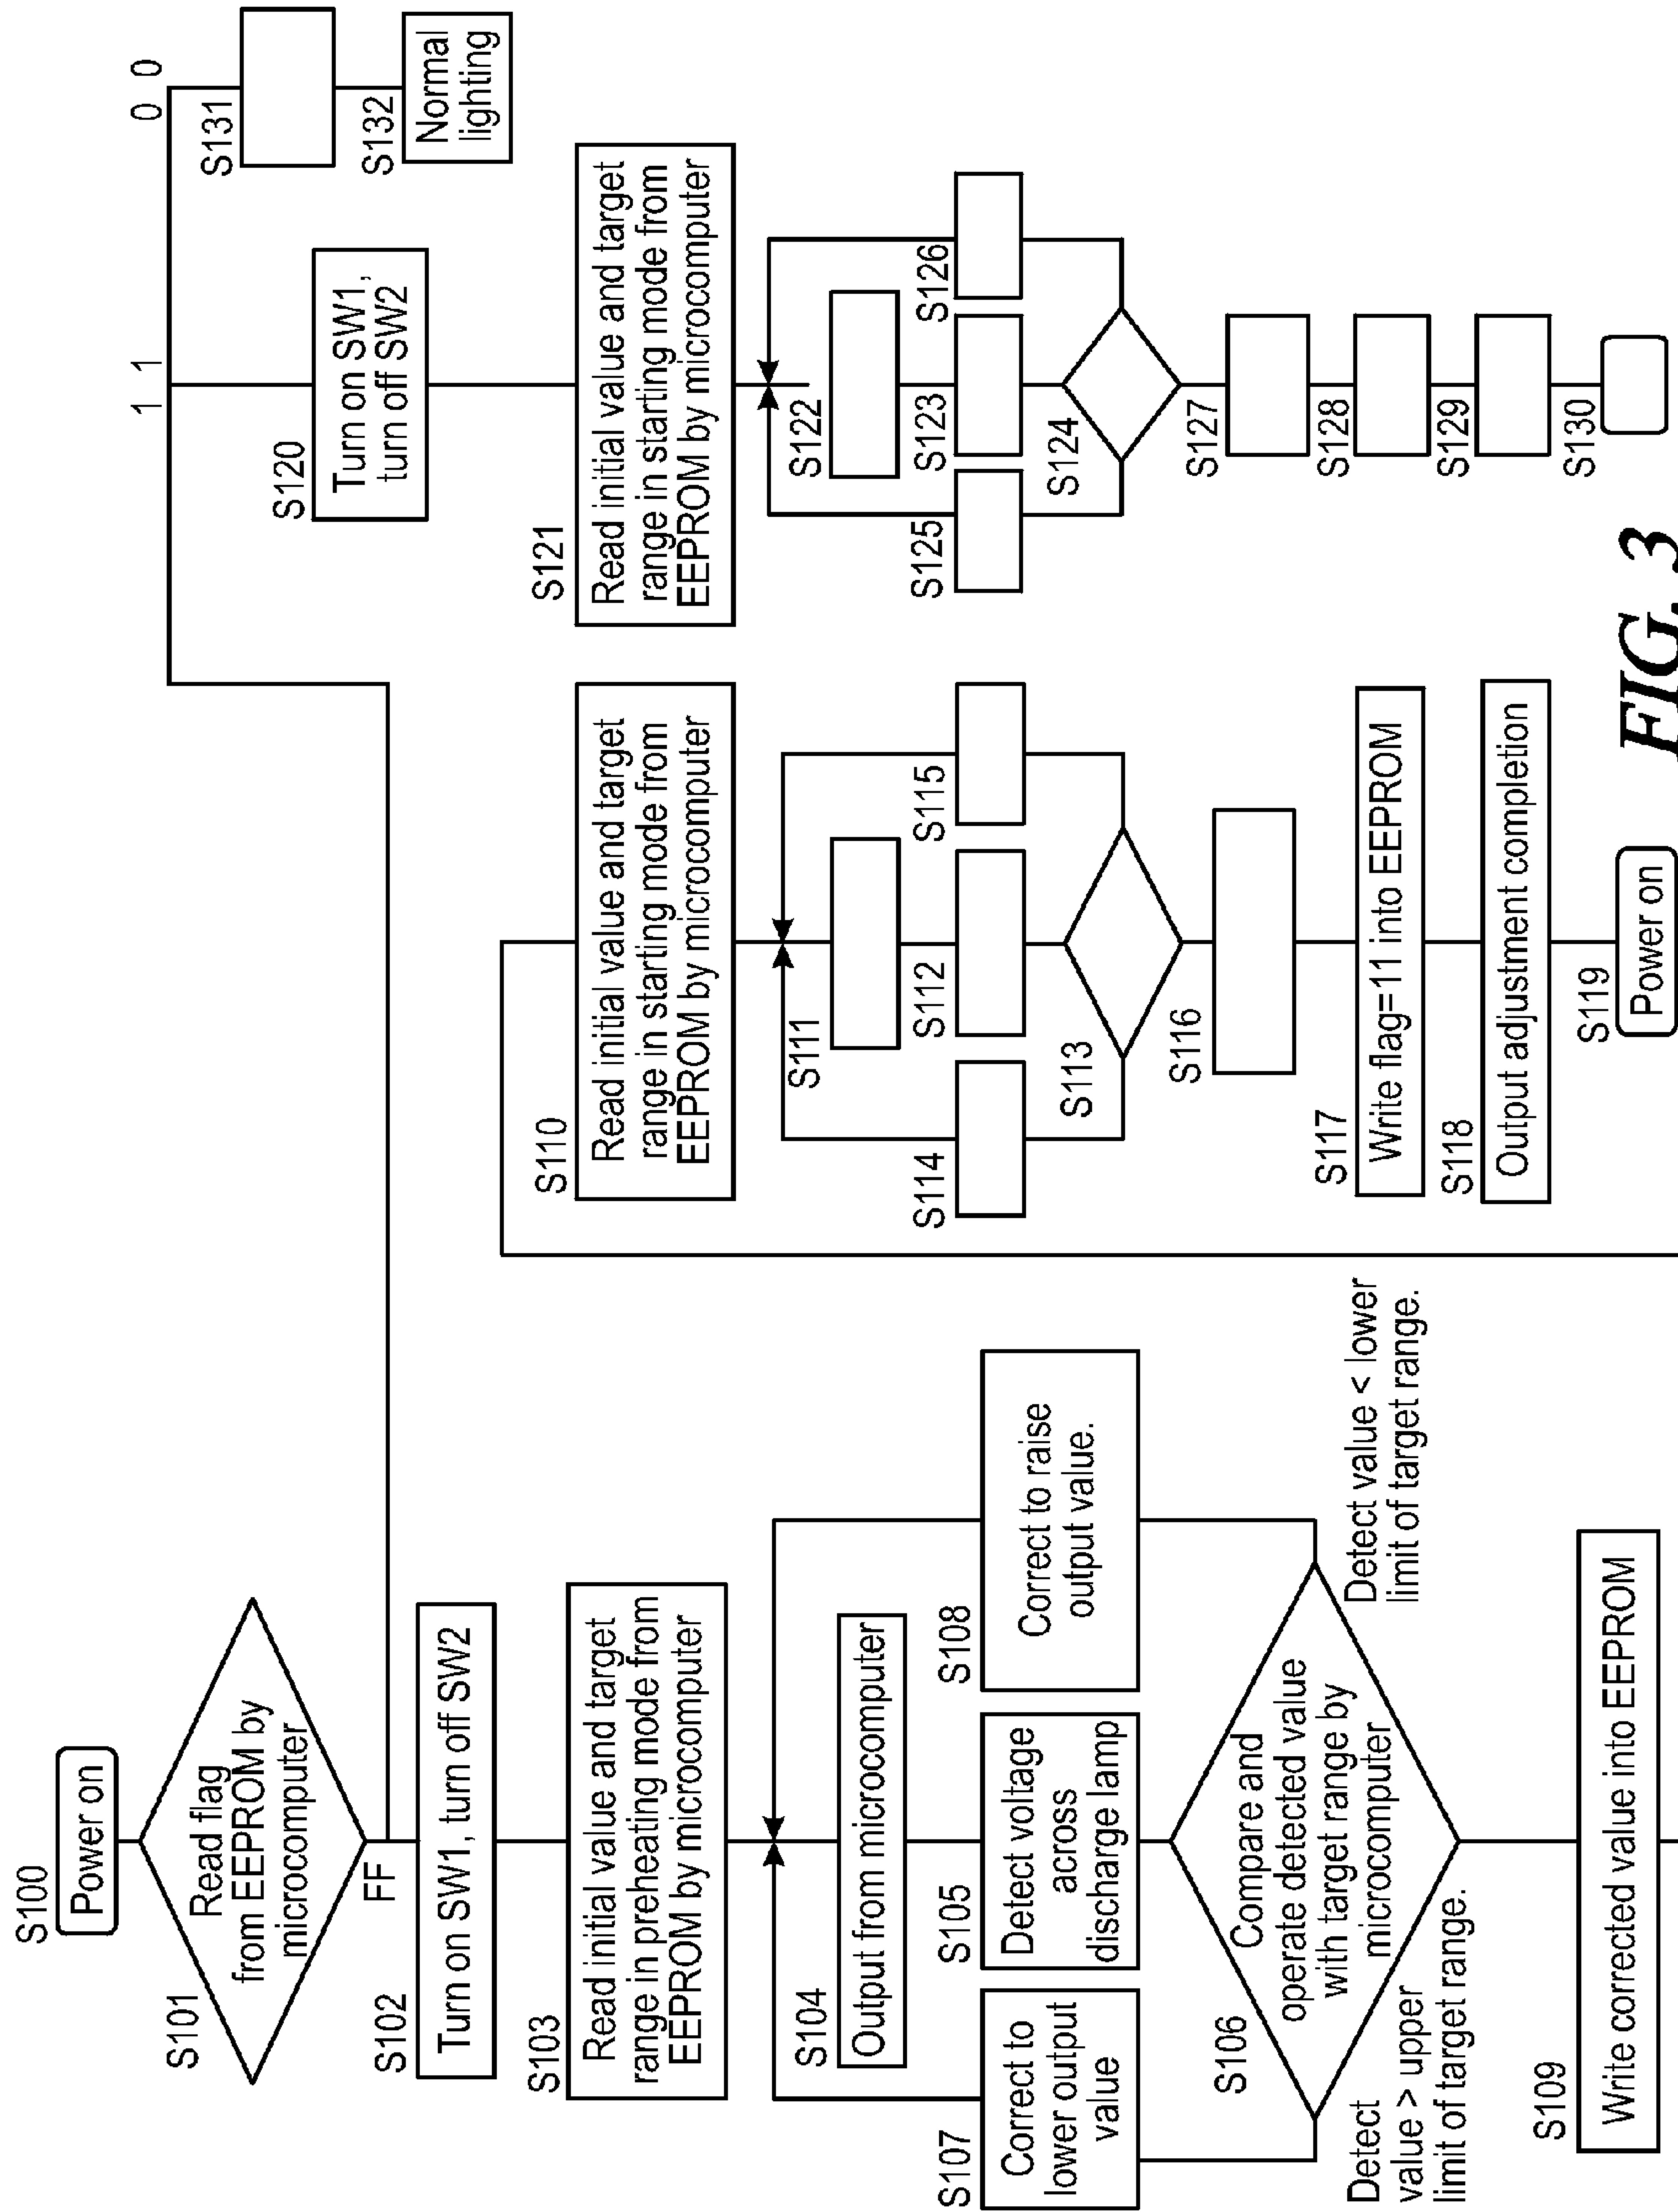 S100
Power on
S101
Read flag
from EEPROM by
microcomputer
FF
S102
Turn on SW1, turn off SW2
S103
Read initial value and target
range in preheating mode from
EEPROM by microcomputer
S104
Output from microcomputer
S107
Correct to
lower output
value
S105
Detect voltage
across
discharge lamp
S108
Correct to raise
output value.
S106
Compare and
operate detected value
with target range by
microcomputer
Detect
value > upper
limit of target range.
Detect value < lower
limit of target range.
S109
Write corrected value into EEPROM
S110
Read initial value and target
range in starting mode from
EEPROM by microcomputer
S111
S114
S112
S115
S113
S116
S117
Write flag=11 into EEPROM
S118
Output adjustment completion
S119
Power on
1 1
0 0
S120
Turn on SW1,
turn off SW2
S121
Read initial value and target
range in starting mode from
EEPROM by microcomputer
S122
S125
S123
S126
S124
S127
S128
S129
S130
S131
S132
Normal
lighting
FIG. 3